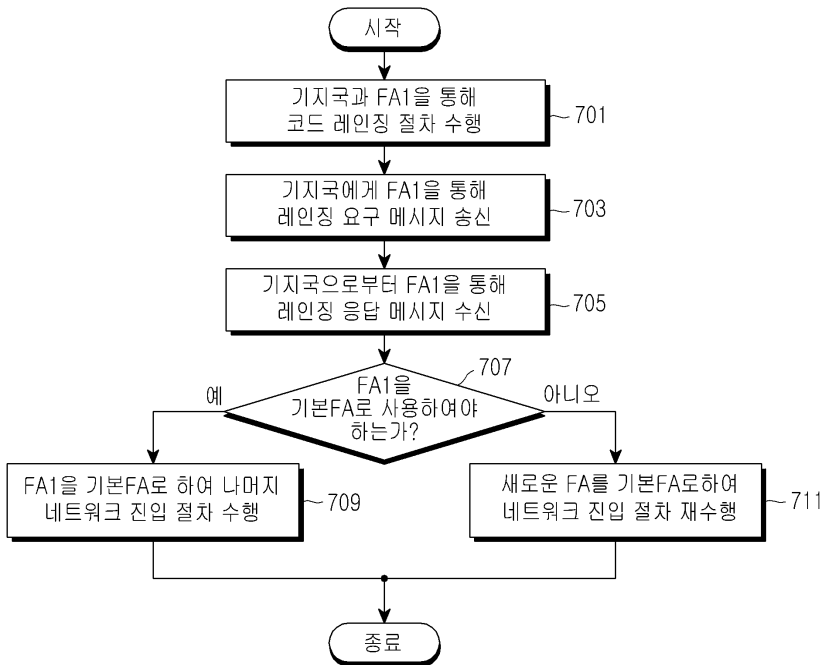 시작
기지국과 FA1을 통해
코드 레인징 절차 수행
701
기지국에게 FA1을 통해
레인징 요구 메시지 송신
703
기지국으로부터 FA1을 통해
레인징 응답 메시지 수신
705
707
FA1을
기본FA로 사용하여야
하는가?
예
아니오
FA1을 기본FA로 하여 나머지
네트워크 진입 절차 수행
709
새로운 FA를 기본FA로하여
네트워크 진입 절차 재수행
711
종료